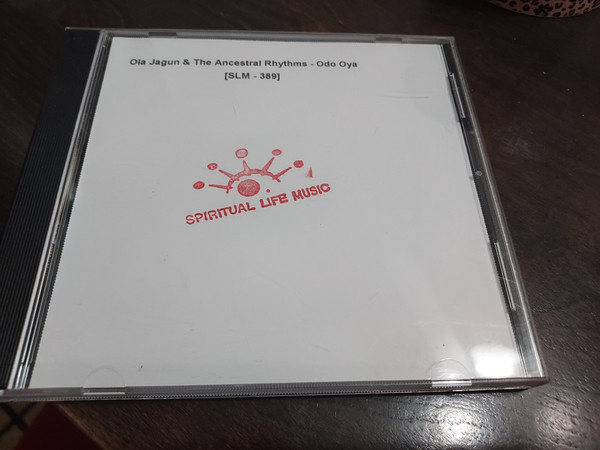 Ola Jagun & The Ancestral Rhythms - Odo Oya
[SLM - 389]
SPIRITUAL LIFE MUSIC